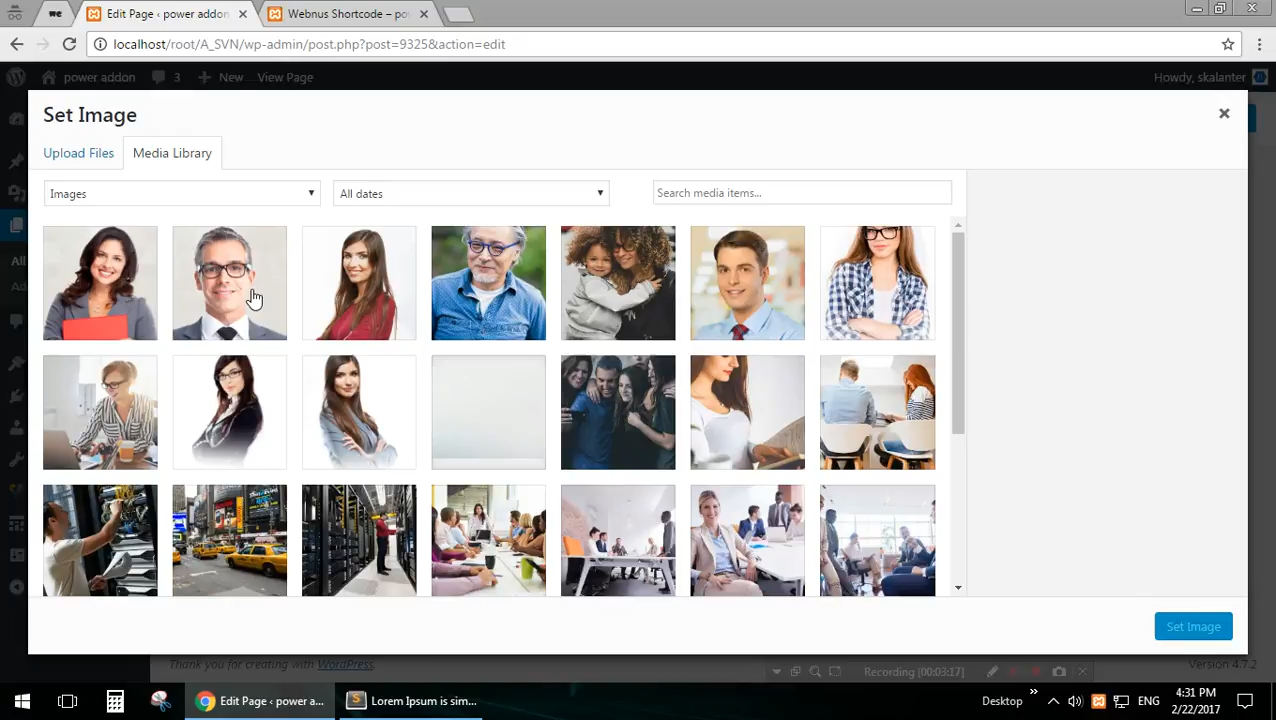 Edit Page ‹ power addon
Webnus Shortcode – po
localhost/root/A_SVN/wp-admin/post.php?post=9325&action=edit
power addon
3
New
View Page
Howdy, skalanter
Set Image
Upload Files
Media Library
Images
All dates
Search media items...
All
Ad
Set Image
Thank you for creating with WordPress.
Version 4.7.2
Recording [00:03:17]
Edit Page ‹ power a...
Lorem Ipsum is sim...
Desktop
ENG
4:31 PM
2/22/2017